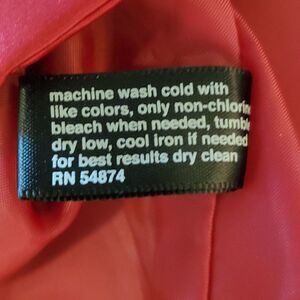 machine wash cold with
like colors, only non-chlorine
bleach when needed, tumble
dry low, cool iron if needed
for best results dry clean
RN 54874